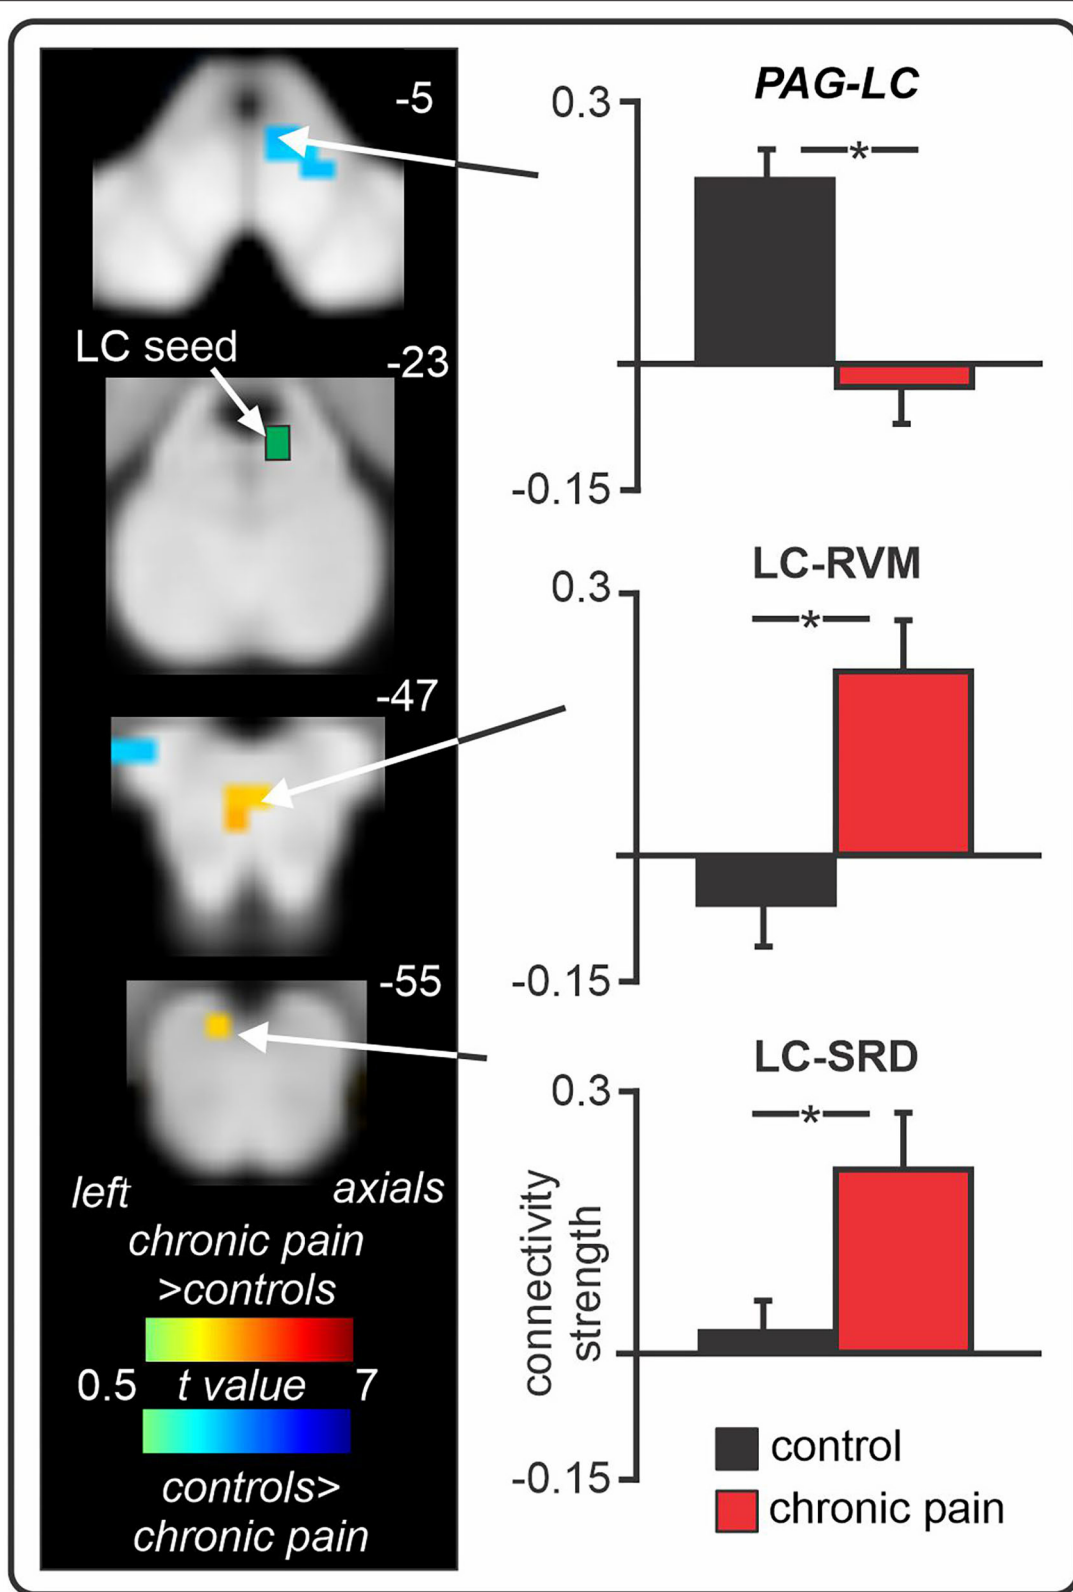 -5
LC seed
-23
-47
-55
left
axials
chronic pain
>controls
0.5
t value
7
controls>
chronic pain
PAG-LC
0.3
*
-0.15
LC-RVM
0.3
*
-0.15
LC-SRD
0.3
*
connectivity
strength
-0.15
control
chronic pain